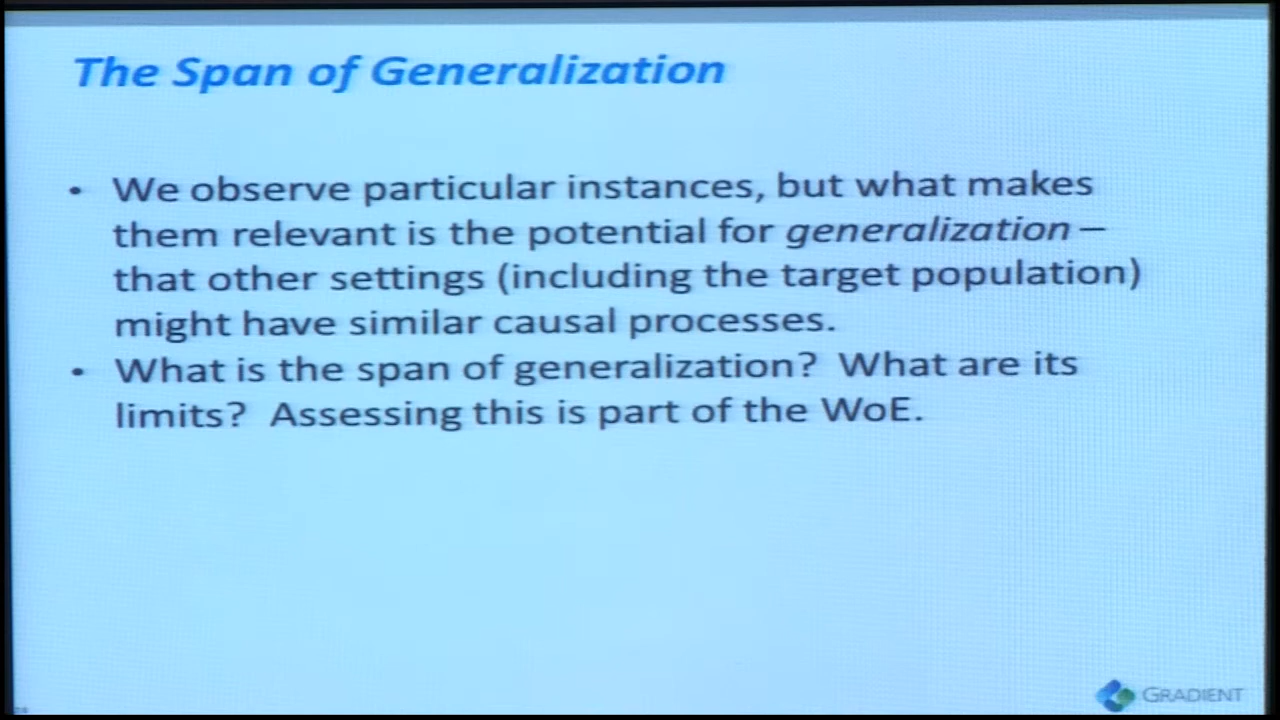 The Span of Generalization
• We observe particular instances, but what makes
them relevant is the potential for generalization –
that other settings (including the target population)
might have similar causal processes.
• What is the span of generalization?  What are its
limits?  Assessing this is part of the WoE.
GRADIENT